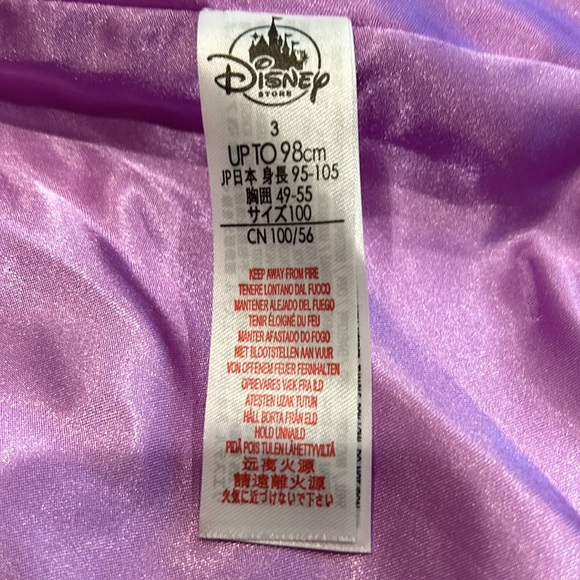 Disney
STORE
3
UP TO 98cm
JP日本 身長 95-105
胸囲 49-55
サイズ100
CN 100/56
KEEP AWAY FROM FIRE
TENERE LONTANO DAL FUOCO
MANTENER ALEJADO DEL FUEGO
TENIR ÉLOIGNÉ DU FEU
MANTER AFASTADO DO FOGO
NIET BLOOTSTELLEN AAN VUUR
VON OFFENEM FEUER FERNHALTEN
OPBEVARES VÆK FRA ILD
ATEŞTEN UZAK TUTUN
HÅLL BORTA FRÅN ELD
HOLD UNNA ILD
PIDÄ POIS TULEN LÄHETTYVILTÄ
远离火源
請遠離火源
火気に近づけないで下さい